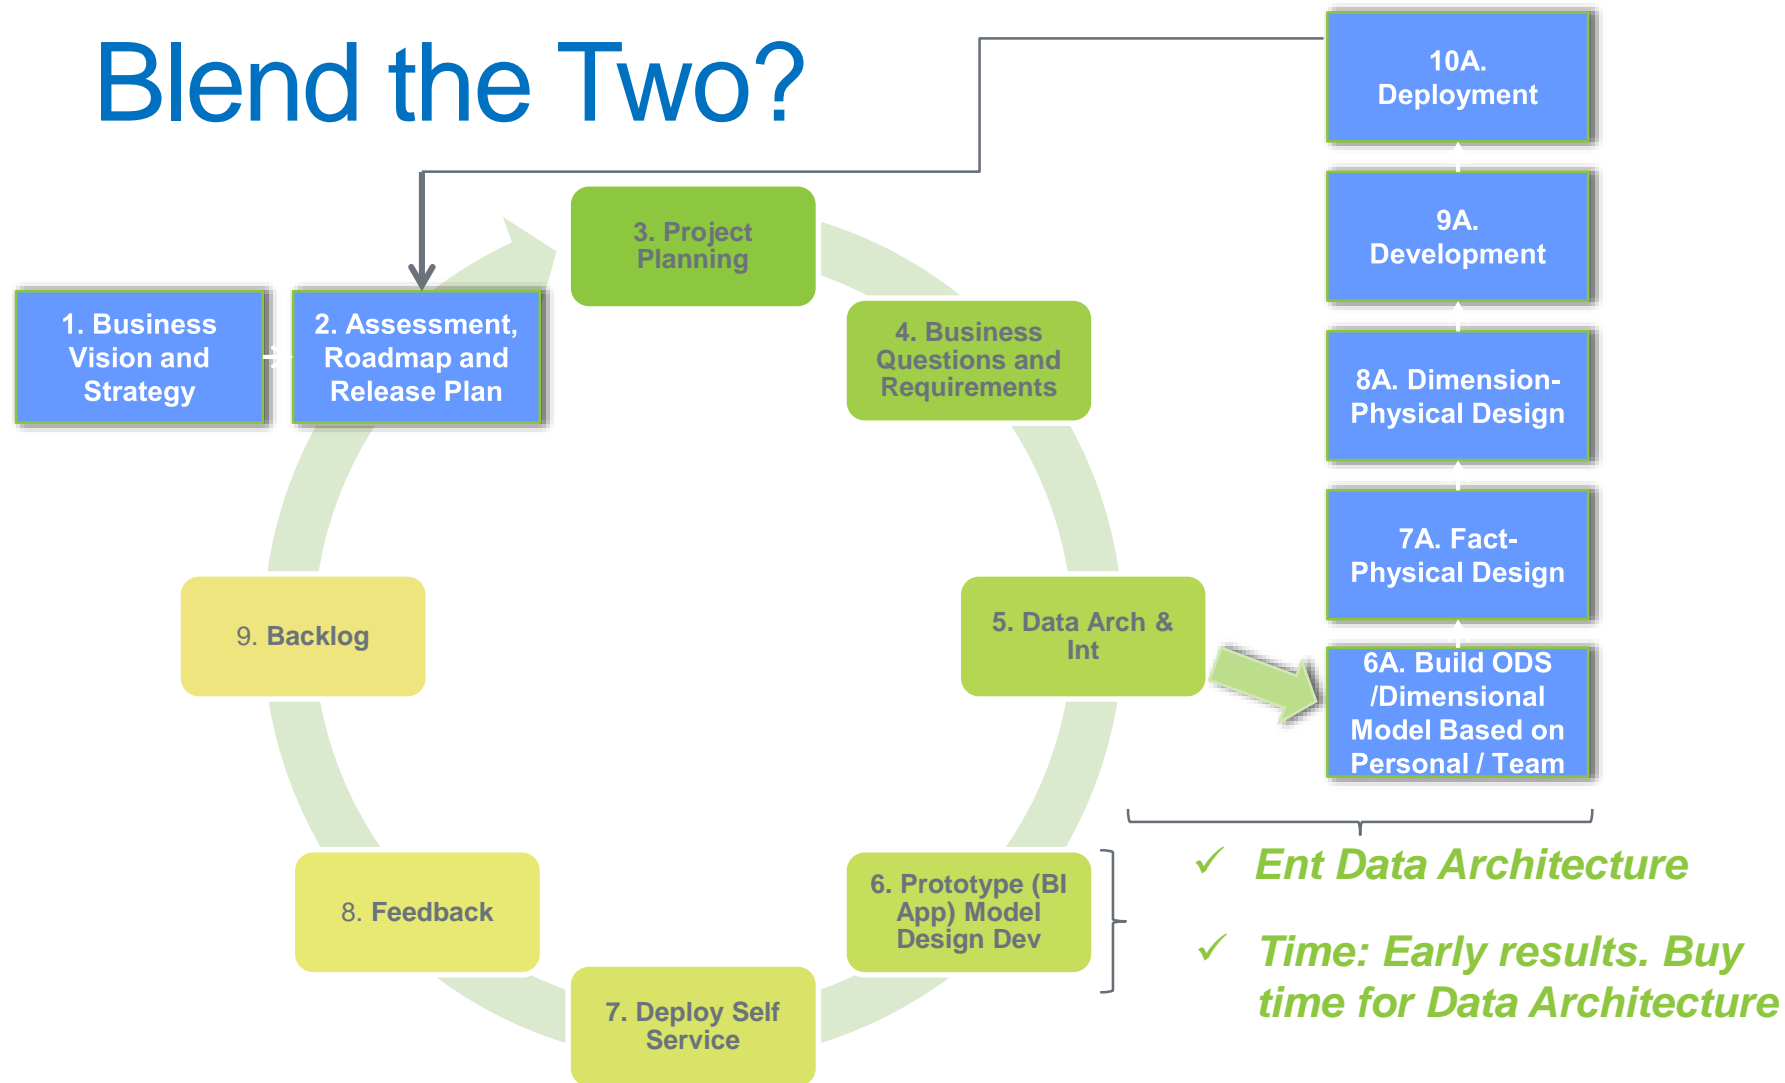 Blend the Two?
1. Business
Vision and
Strategy
2. Assessment,
Roadmap and
Release Plan
3. Project
Planning
4. Business
Questions and
Requirements
5. Data Arch &
Int
6. Prototype (BI
App) Model
Design Dev
7. Deploy Self
Service
8. Feedback
9. Backlog
10A.
Deployment
9A.
Development
8A. Dimension-
Physical Design
7A. Fact-
Physical Design
6A. Build ODS
/Dimensional
Model Based on
Personal / Team
✓ Ent Data Architecture
✓ Time: Early results. Buy
time for Data Architecture